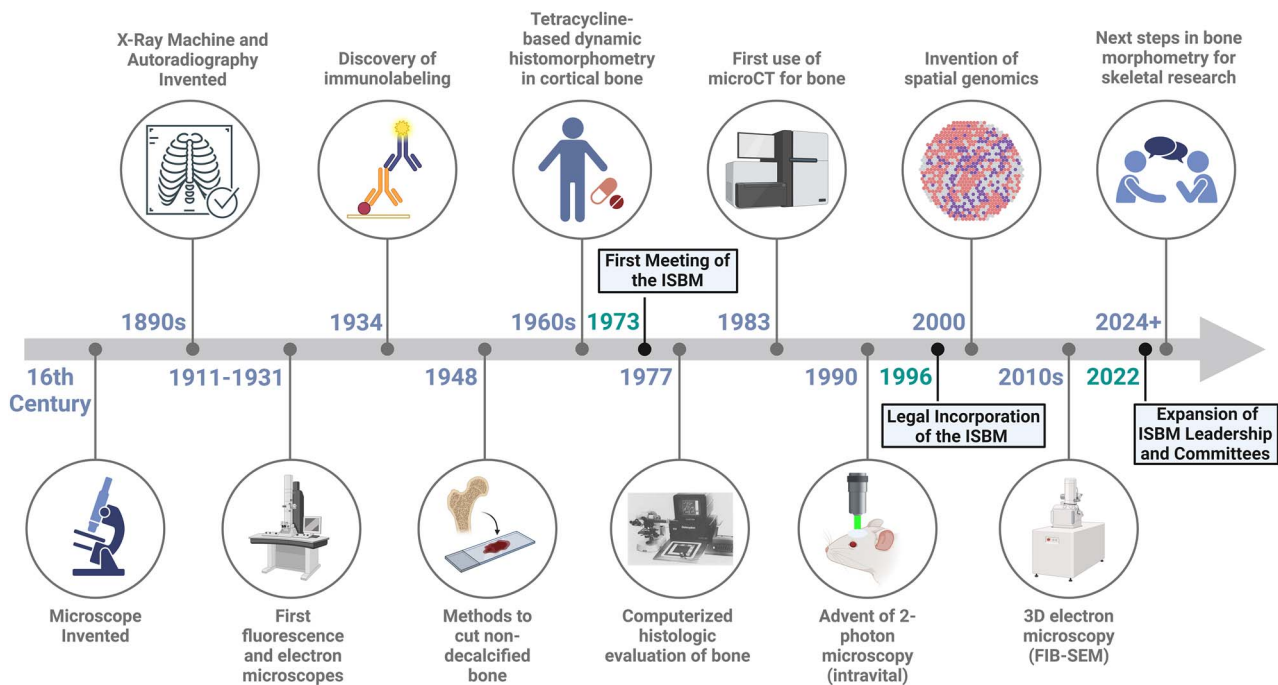 X-Ray Machine and
Autoradiography
Invented
Discovery of
immunolabeling
Tetracycline-
based dynamic
histomorphometry
in cortical bone
First use of
microCT for bone
Invention of
spatial genomics
Next steps in bone
morphometry for
skeletal research
First Meeting of
the ISBM
1890s
1934
1960s
1973
1983
2000
2024+
16th
Century
1911-1931
1948
1977
1990
1996
2010s
2022
Legal Incorporation
of the ISBM
Expansion of
ISBM Leadership
and Committees
Microscope
Invented
First
fluorescence
and electron
microscopes
Methods to
cut non-
decalcified
bone
Computerized
histologic
evaluation of bone
Advent of 2-
photon
microscopy
(intravital)
3D electron
microscopy
(FIB-SEM)